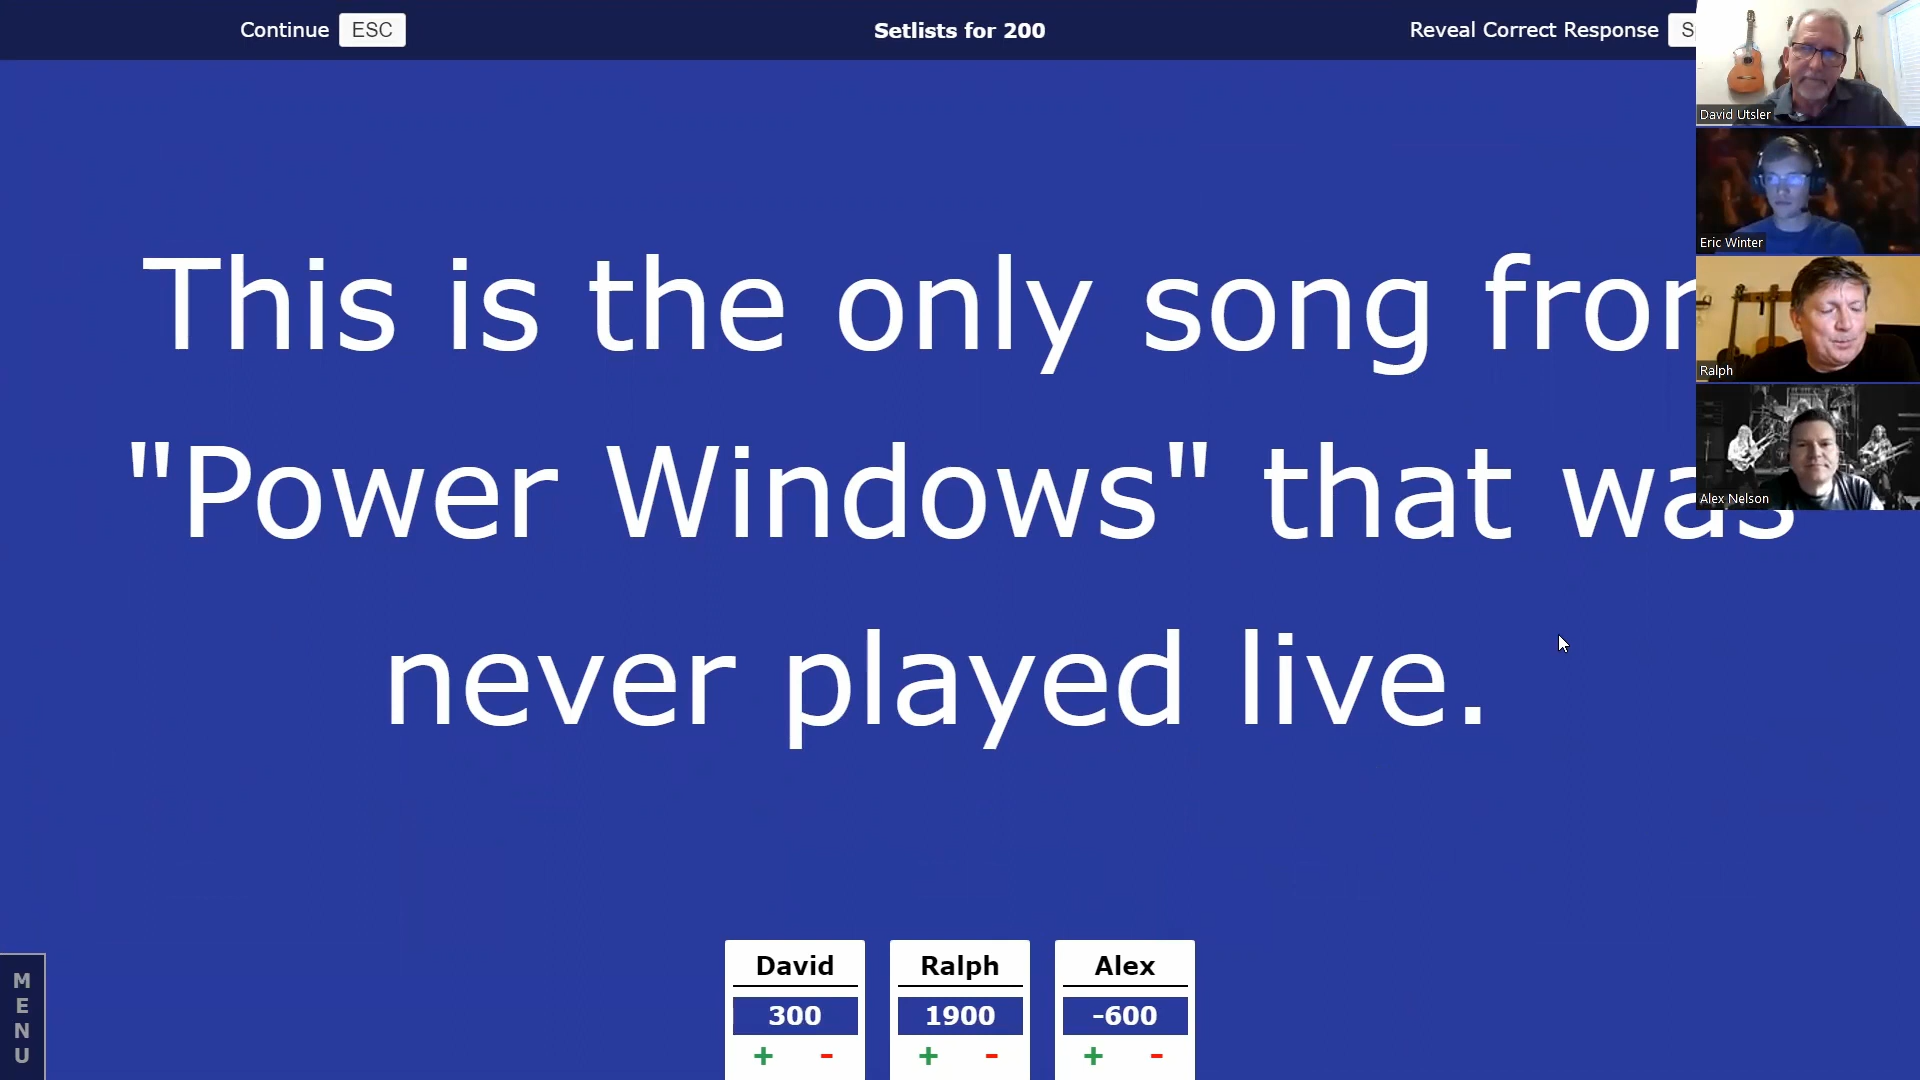 Continue ESC Setlists for 200 Reveal Correct Response
David Utsler
Eric Winter
Ralph
Alex Nelson
This is the only song from
"Power Windows" that was
never played live.
MENU
David Ralph Alex
300 1900 -600
+ - + - + -